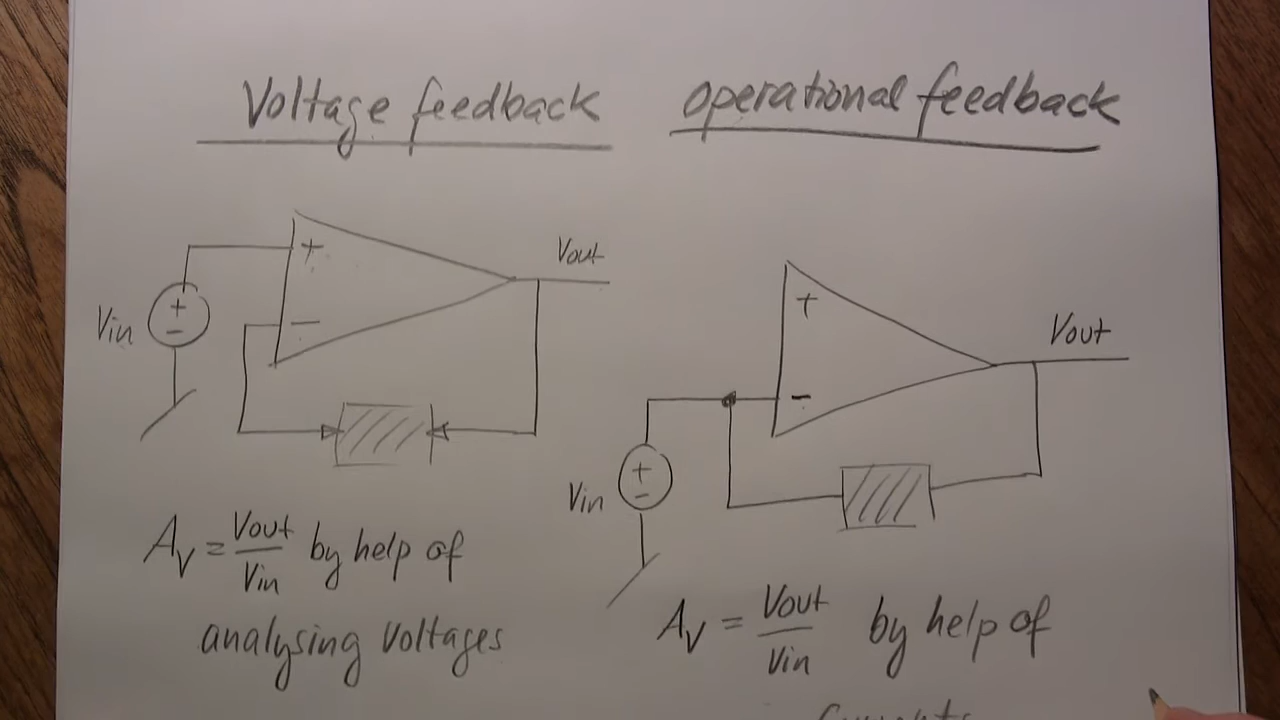 Voltage feedback
operational feedback
+
Vout
Vin
+
-
-
Av = Vout / Vin by help of
analysing voltages
+
Vout
-
Vin
+
-
Av = Vout / Vin by help of